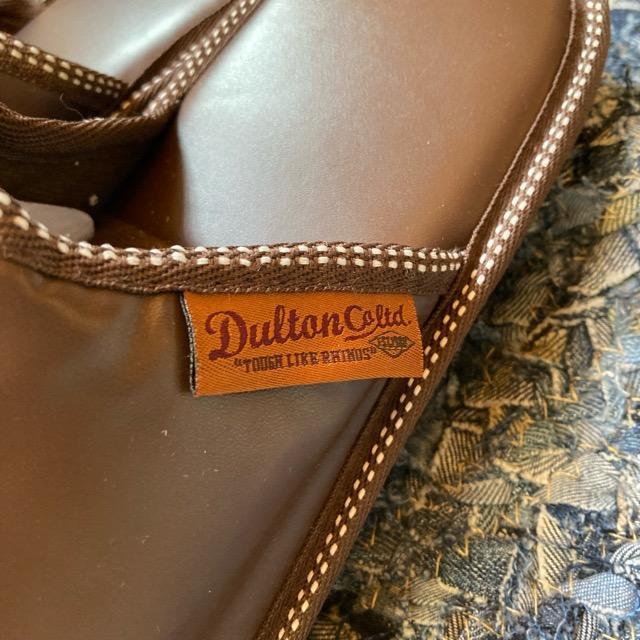 Dulton Co.ltd.
"TOUGH LIKE RHINOS"